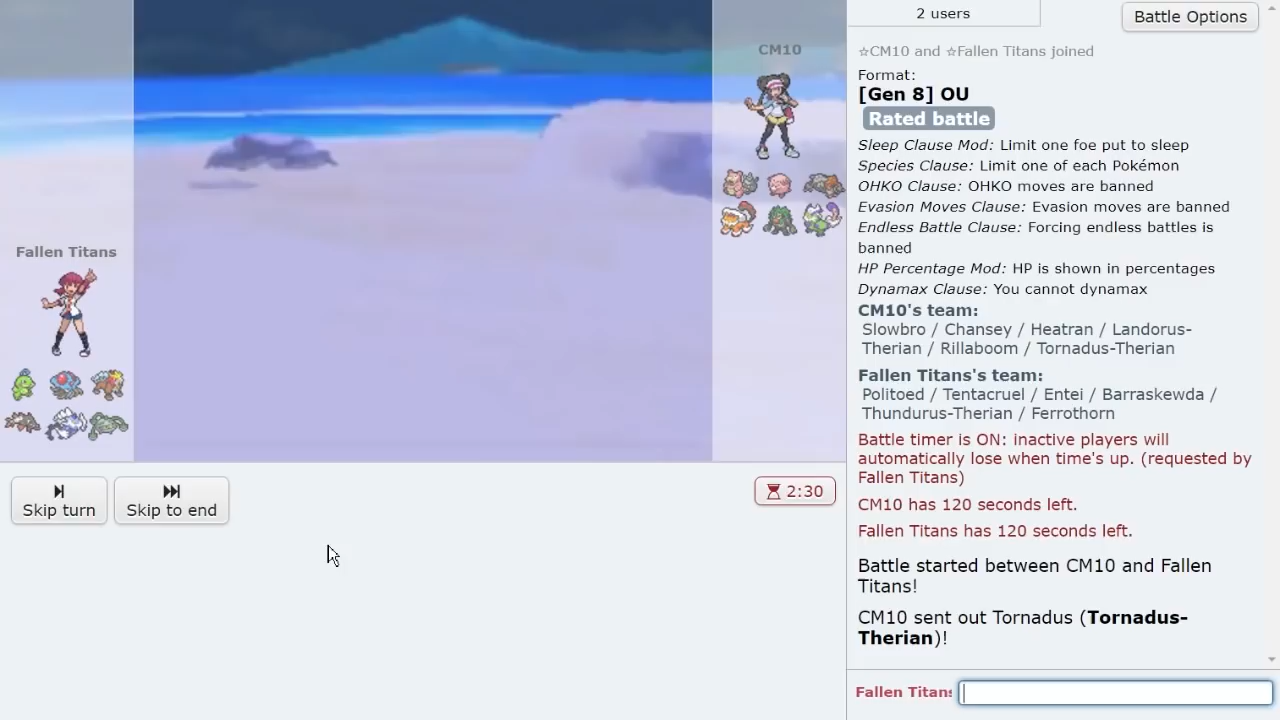 2 users
Battle Options
☆CM10 and ☆Fallen Titans joined
Format:
[Gen 8] OU
Rated battle
Sleep Clause Mod: Limit one foe put to sleep
Species Clause: Limit one of each Pokémon
OHKO Clause: OHKO moves are banned
Evasion Moves Clause: Evasion moves are banned
Endless Battle Clause: Forcing endless battles is
banned
HP Percentage Mod: HP is shown in percentages
Dynamax Clause: You cannot dynamax
CM10's team:
Slowbro / Chansey / Heatran / Landorus-
Therian / Rillaboom / Tornadus-Therian
Fallen Titans's team:
Politoed / Tentacruel / Entei / Barraskewda /
Thundurus-Therian / Ferrothorn
Battle timer is ON: inactive players will
automatically lose when time's up. (requested by
Fallen Titans)
CM10 has 120 seconds left.
Fallen Titans has 120 seconds left.
Battle started between CM10 and Fallen
Titans!
CM10 sent out Tornadus (Tornadus-
Therian)!
Fallen Titans
CM10
Fallen Titans
Skip turn
Skip to end
2:30